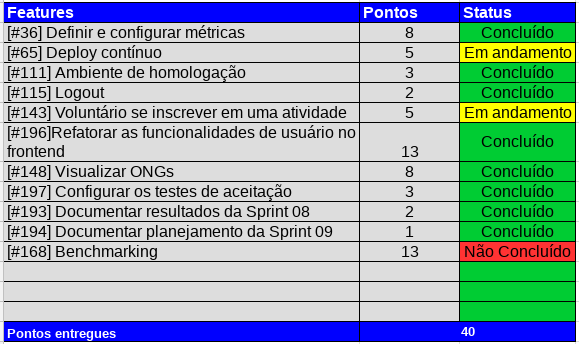 Features Pontos Status
[#36] Definir e configurar métricas 8 Concluído
[#65] Deploy contínuo 5 Em andamento
[#111] Ambiente de homologação 3 Concluído
[#115] Logout 2 Concluído
[#143] Voluntário se inscrever em uma atividade 5 Em andamento
[#196]Refatorar as funcionalidades de usuário no
frontend 13 Concluído
[#148] Visualizar ONGs 8 Concluído
[#197] Configurar os testes de aceitação 3 Concluído
[#193] Documentar resultados da Sprint 08 2 Concluído
[#194] Documentar planejamento da Sprint 09 1 Concluído
[#168] Benchmarking 13 Não Concluído
Pontos entregues 40